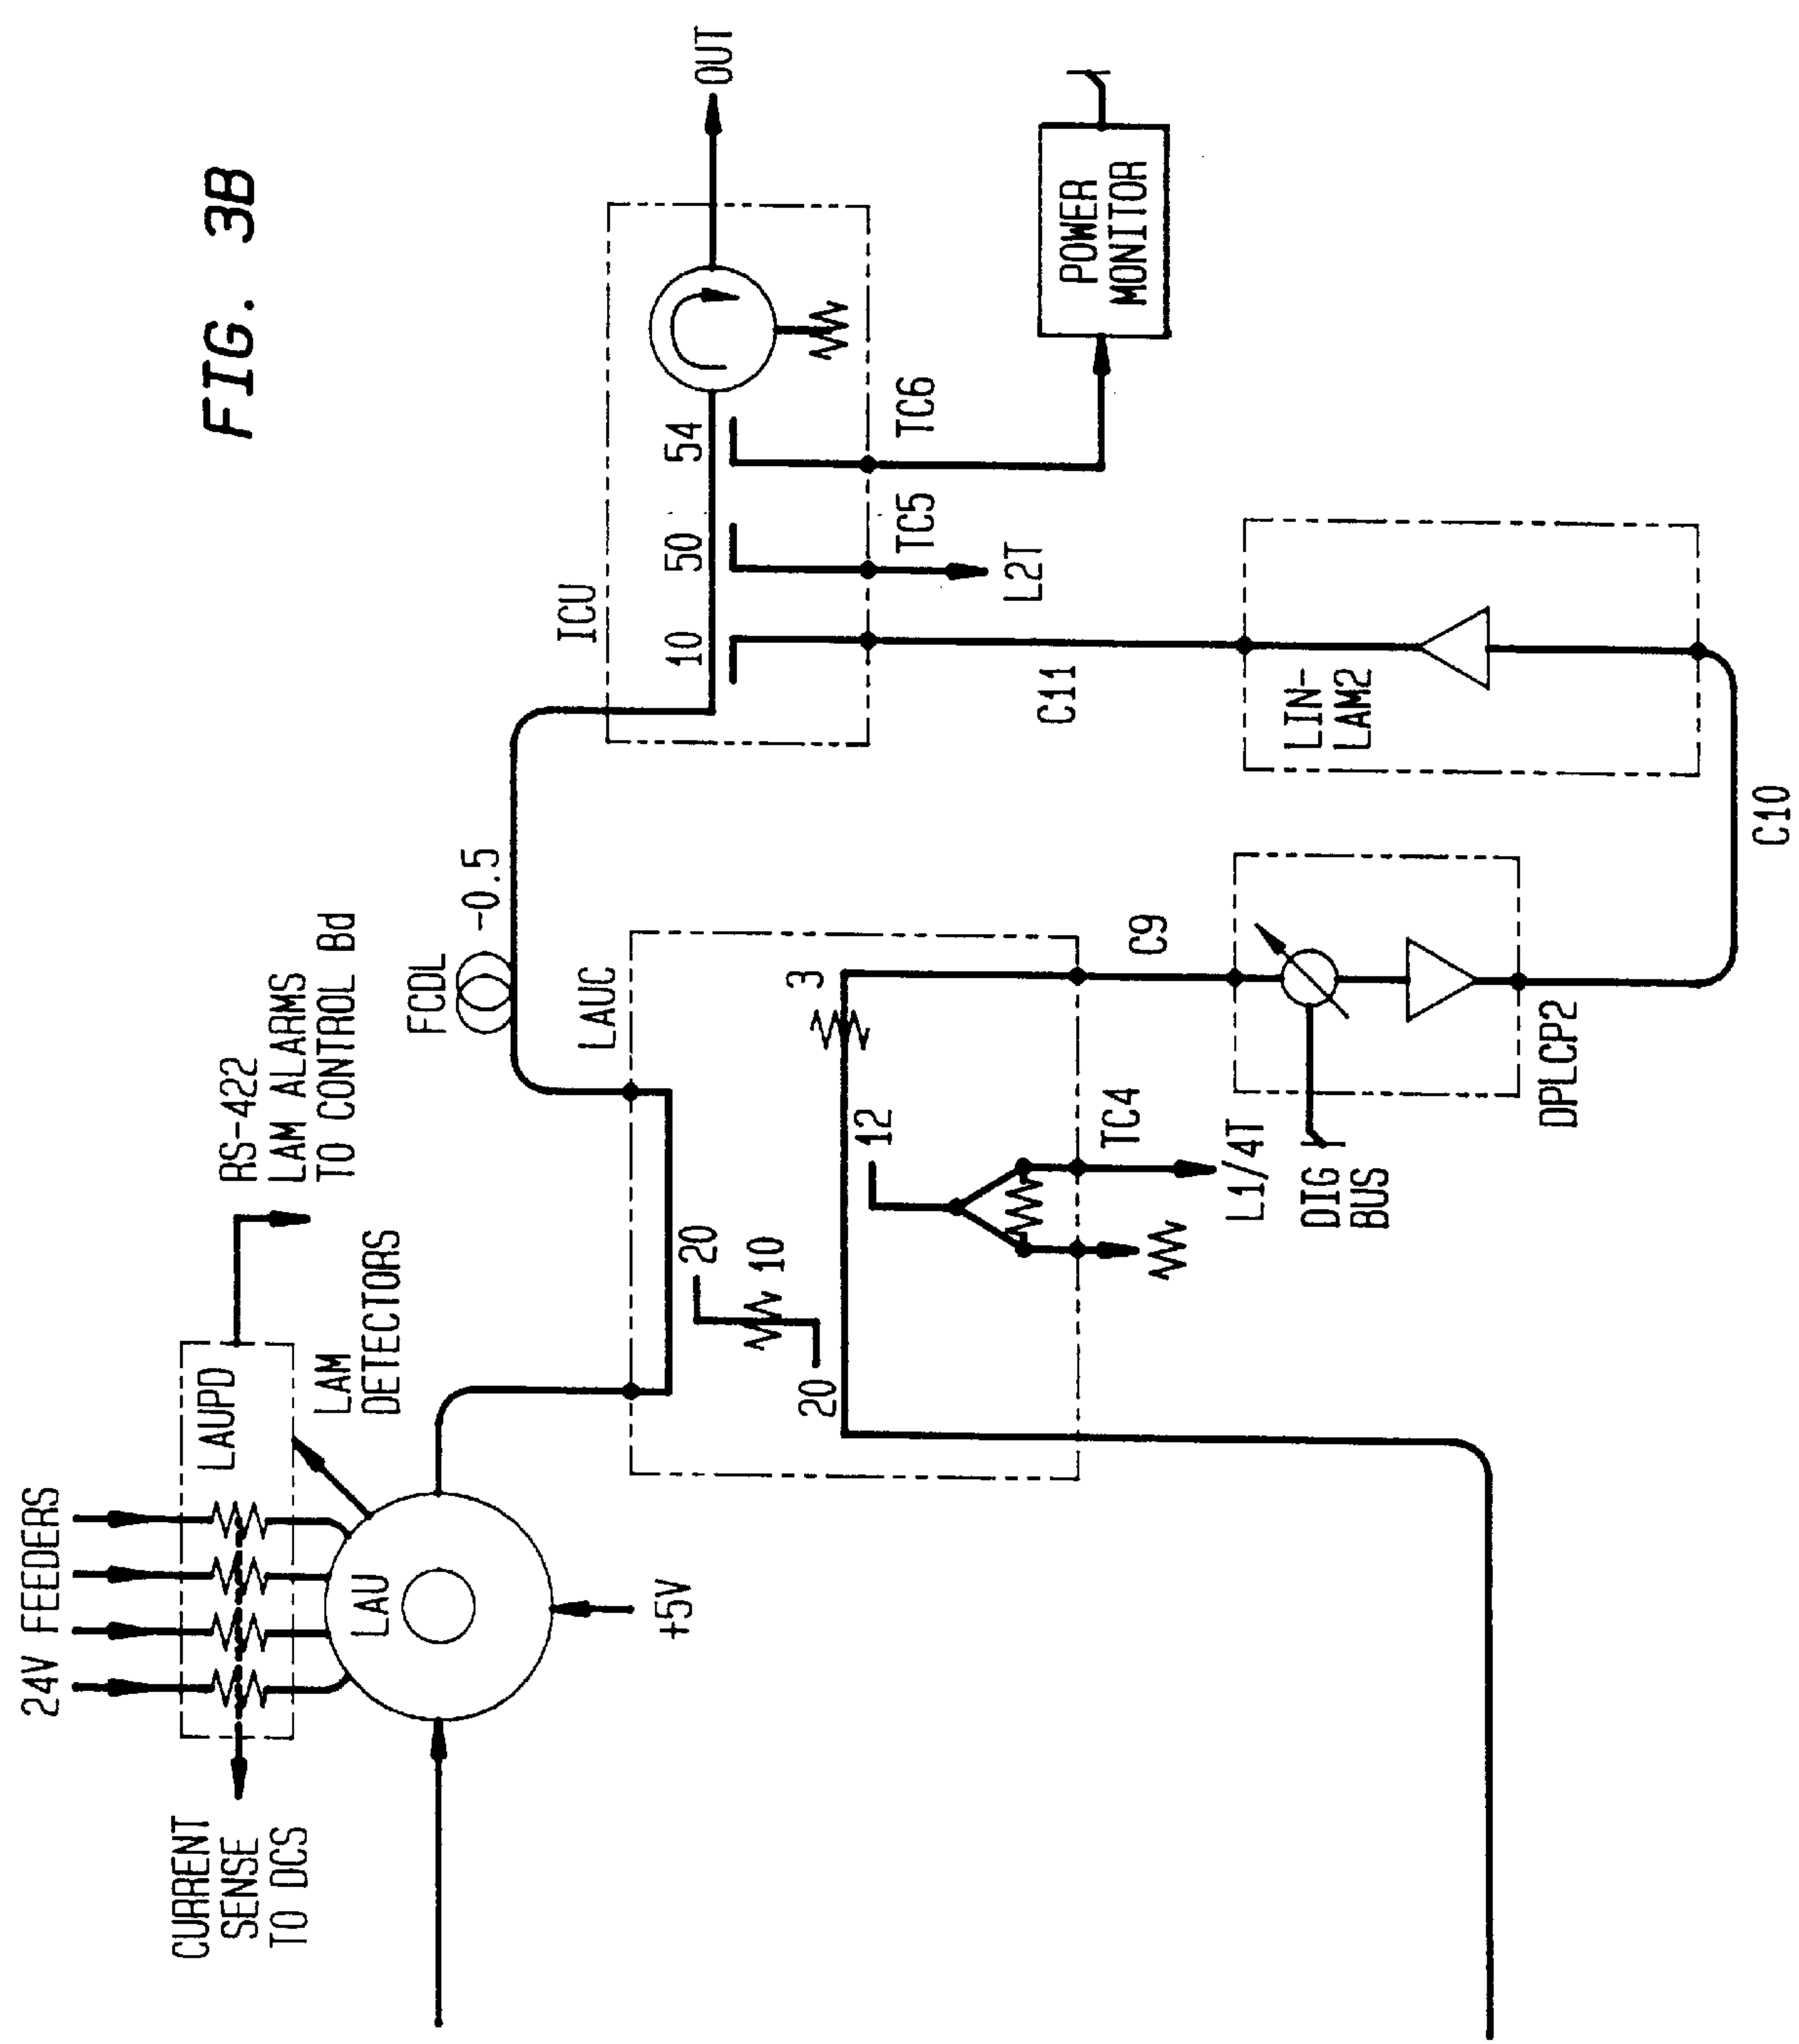 FIG. 3B
24V FEEDERS
CURRENT
SENSE
TO DCS
LAUPD
RS-422
LAM ALARMS
TO CONTROL Bd
LAM
DETECTORS
LAU
+5V
FCDL
-0.5
LAUC
20
10
20
12
3
TC4
L1/4T
C9
DIG
BUS
DPLCP2
C10
LIN-
LAM2
C11
ICU
10
50
54
TC5
L2T
TC6
OUT
POWER
MONITOR